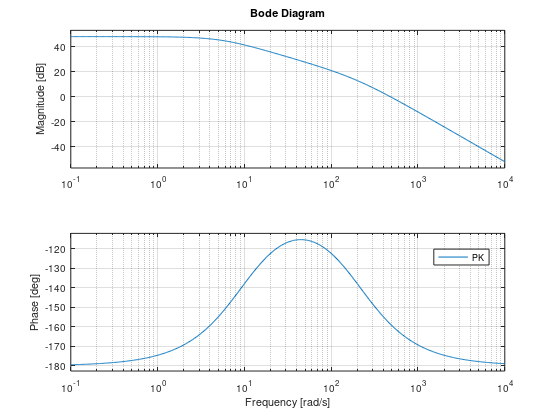 Bode Diagram
Magnitude [dB]
40
20
0
-20
-40
10^-1 10^0 10^1 10^2 10^3 10^4
Phase [deg]
-120
-130
-140
-150
-160
-170
-180
PK
10^-1 10^0 10^1 10^2 10^3 10^4
Frequency [rad/s]